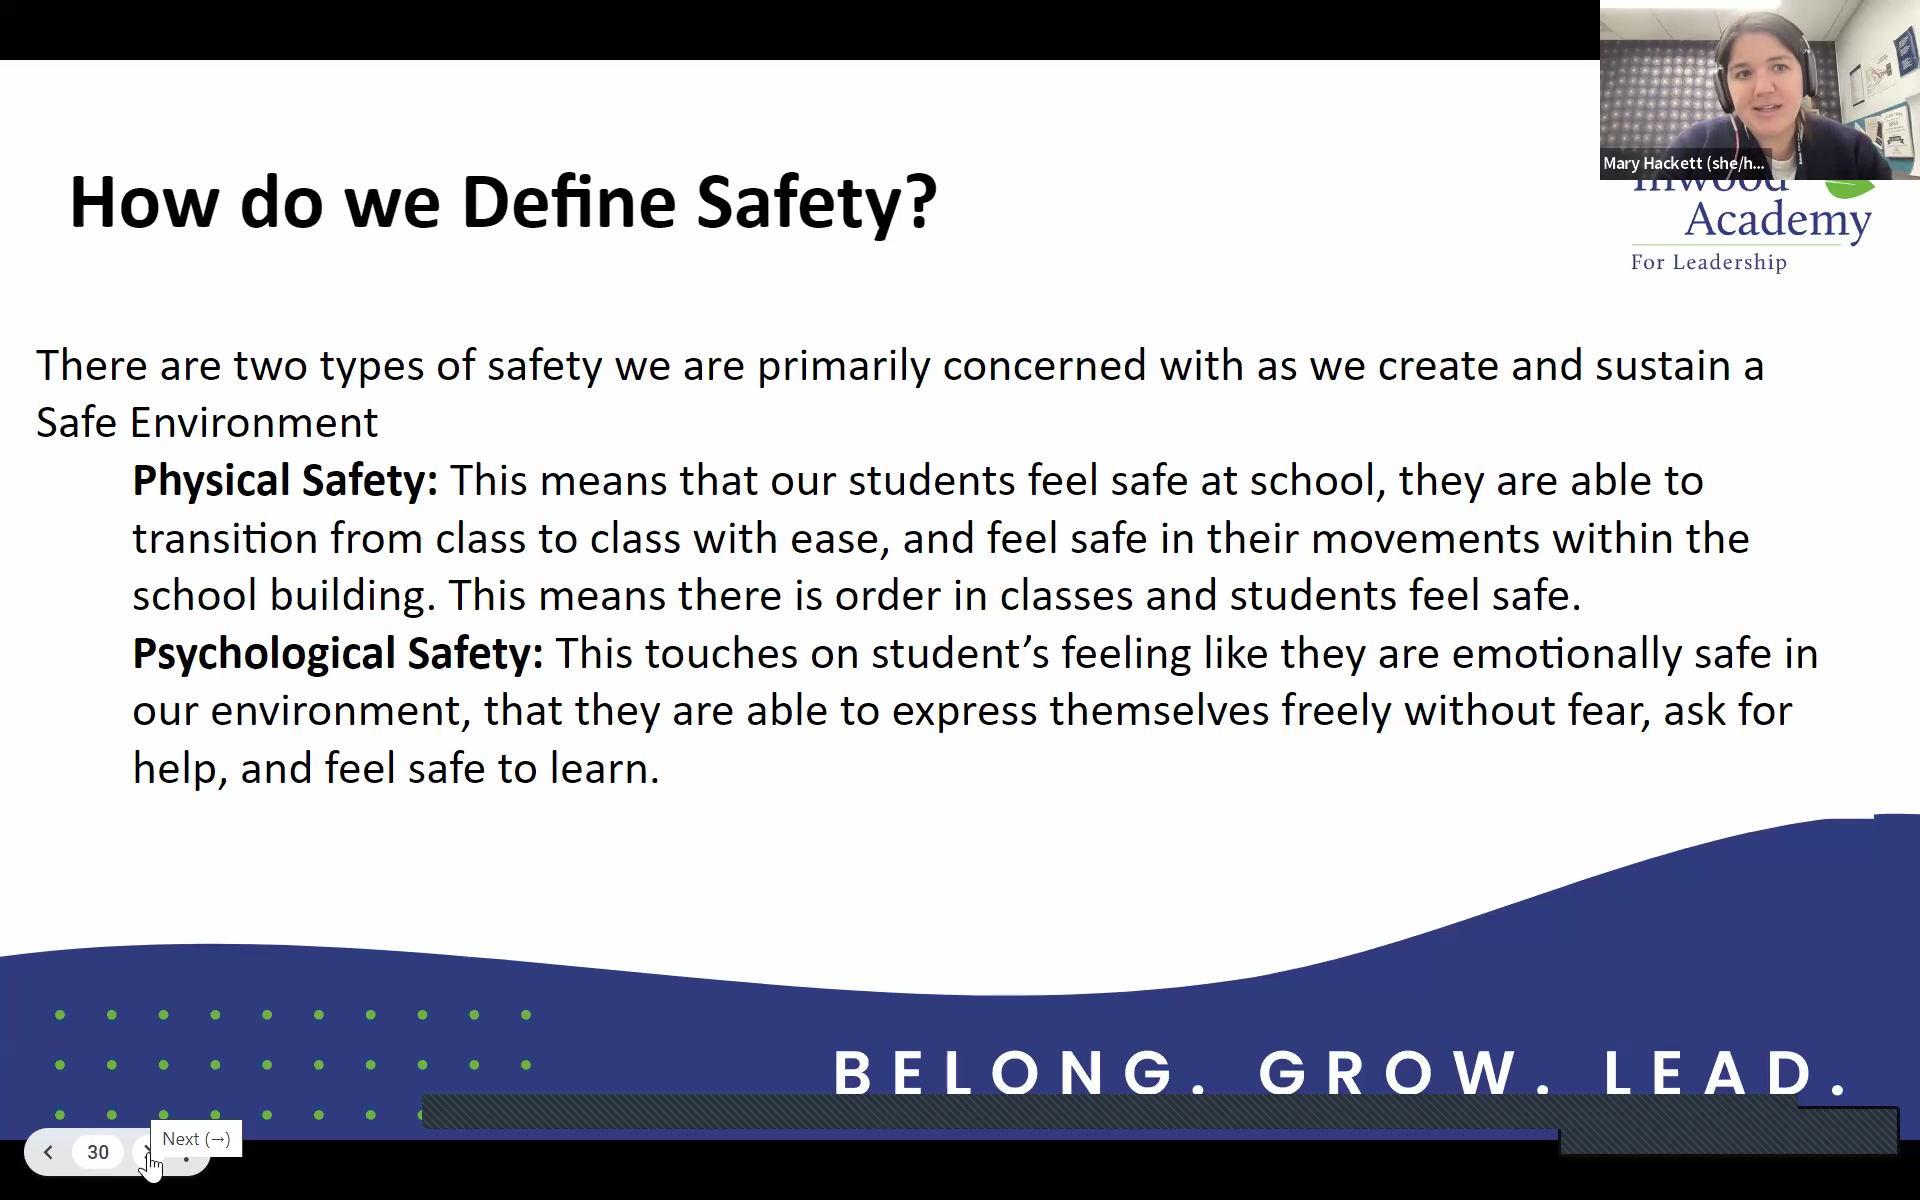 Mary Hackett (she/h...
Inwood
Academy
For Leadership
How do we Define Safety?
There are two types of safety we are primarily concerned with as we create and sustain a
Safe Environment
Physical Safety: This means that our students feel safe at school, they are able to
transition from class to class with ease, and feel safe in their movements within the
school building. This means there is order in classes and students feel safe.
Psychological Safety: This touches on student’s feeling like they are emotionally safe in
our environment, that they are able to express themselves freely without fear, ask for
help, and feel safe to learn.
BELONG. GROW. LEAD.
Next (→)
30